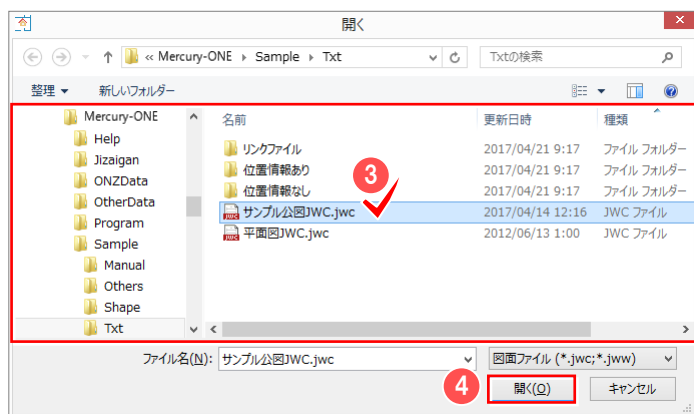 開く
« Mercury-ONE ▸ Sample ▸ Txt
Txtの検索
整理 ▼ 新しいフォルダー
Mercury-ONE
Help
Jizaigan
ONZData
OtherData
Program
Sample
Manual
Others
Shape
Txt
名前 更新日時 種類
リンクファイル 2017/04/21 9:17 ファイル フォルダー
位置情報あり 2017/04/21 9:17 ファイル フォルダー
位置情報なし 2017/04/21 9:17 ファイル フォルダー
サンプル公図JWC.jwc 2017/04/14 12:16 JWC ファイル
平面図JWC.jwc 2012/06/13 1:00 JWC ファイル
3
ファイル名(N): サンプル公図JWC.jwc 図面ファイル (*.jwc;*.jww)
4 開く(O) キャンセル